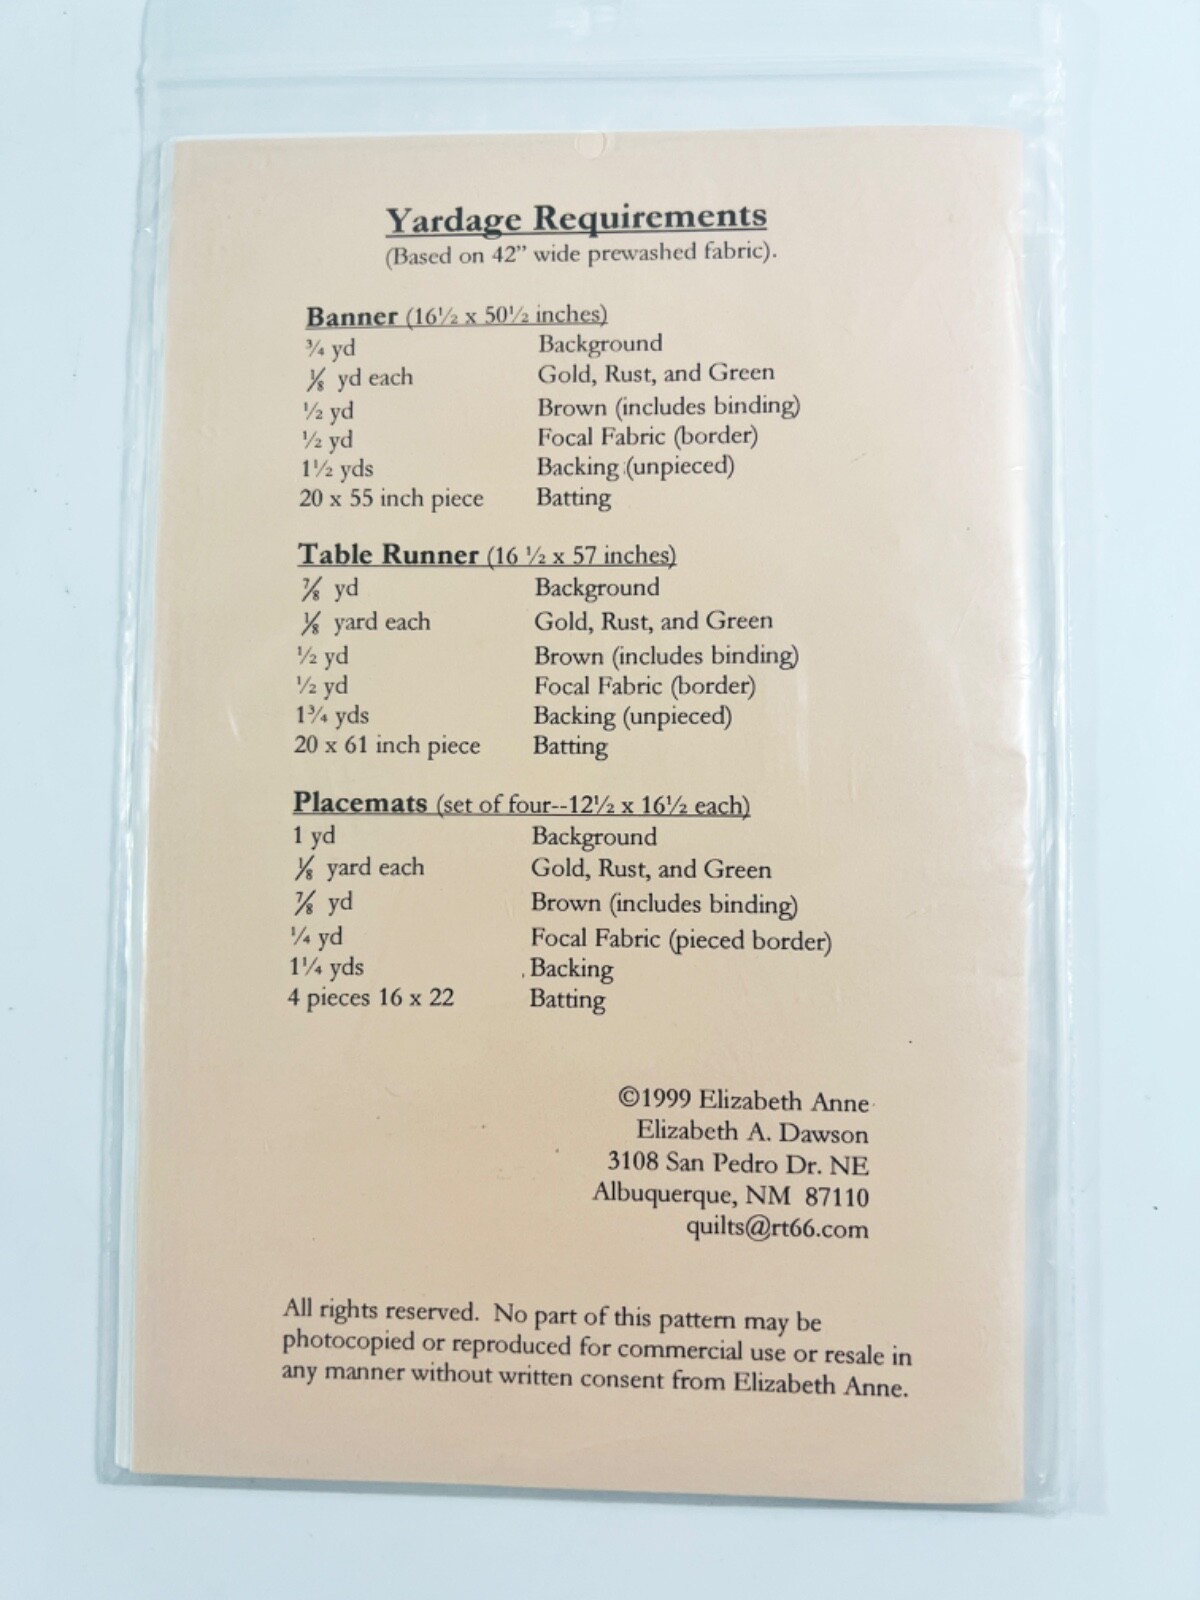 Yardage Requirements
(Based on 42” wide prewashed fabric).
Banner (16½ x 50½ inches)
¾ yd Background
⅛ yd each Gold, Rust, and Green
½ yd Brown (includes binding)
½ yd Focal Fabric (border)
1½ yds Backing (unpieced)
20 x 55 inch piece Batting
Table Runner (16 ½ x 57 inches)
⅞ yd Background
⅛ yard each Gold, Rust, and Green
½ yd Brown (includes binding)
½ yd Focal Fabric (border)
1¾ yds Backing (unpieced)
20 x 61 inch piece Batting
Placemats (set of four--12½ x 16½ each)
1 yd Background
⅛ yard each Gold, Rust, and Green
⅞ yd Brown (includes binding)
¼ yd Focal Fabric (pieced border)
1¼ yds Backing
4 pieces 16 x 22 Batting
©1999 Elizabeth Anne
Elizabeth A. Dawson
3108 San Pedro Dr. NE
Albuquerque, NM 87110
quilts@rt66.com
All rights reserved. No part of this pattern may be
photocopied or reproduced for commercial use or resale in
any manner without written consent from Elizabeth Anne.